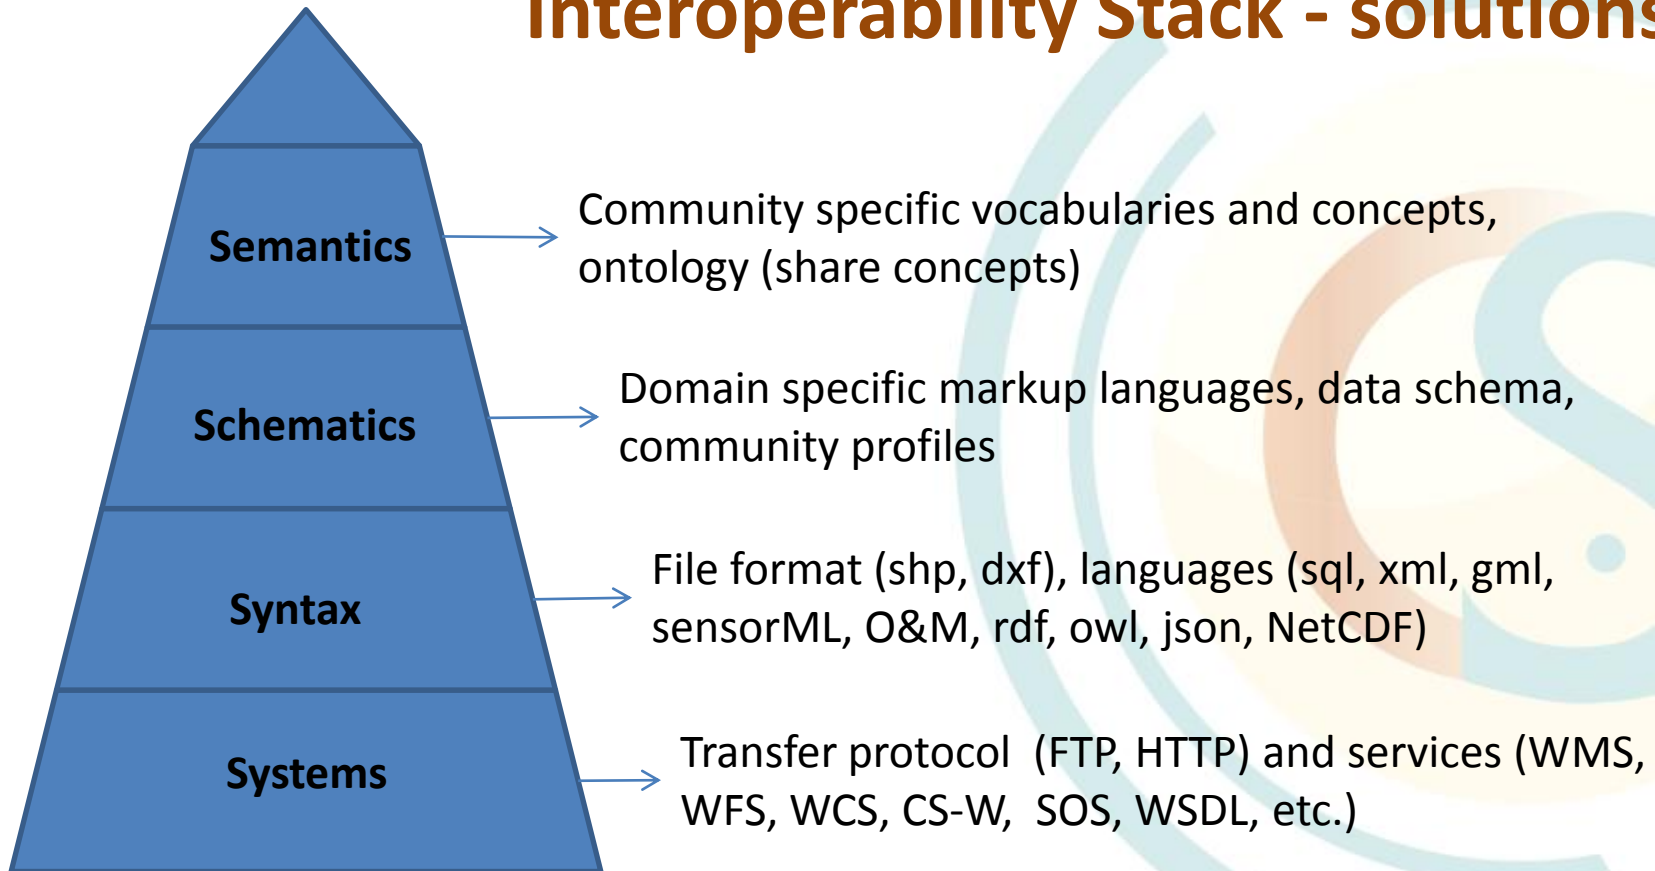 Interoperability Stack - solutions
Semantics
Community specific vocabularies and concepts,
ontology (share concepts)
Schematics
Domain specific markup languages, data schema,
community profiles
Syntax
File format (shp, dxf), languages (sql, xml, gml,
sensorML, O&M, rdf, owl, json, NetCDF)
Systems
Transfer protocol (FTP, HTTP) and services (WMS,
WFS, WCS, CS-W, SOS, WSDL, etc.)